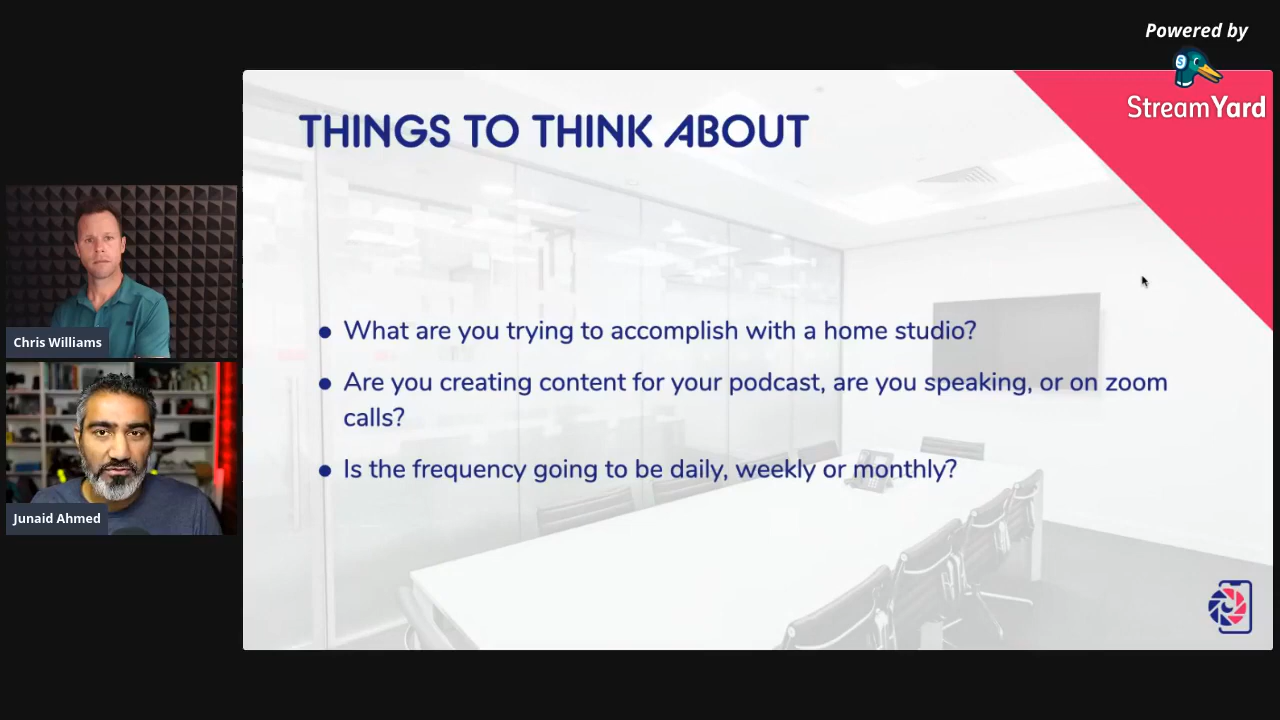 Powered by
StreamYard
THINGS TO THINK ABOUT
Chris Williams
Junaid Ahmed
● What are you trying to accomplish with a home studio?
● Are you creating content for your podcast, are you speaking, or on zoom
calls?
● Is the frequency going to be daily, weekly or monthly?